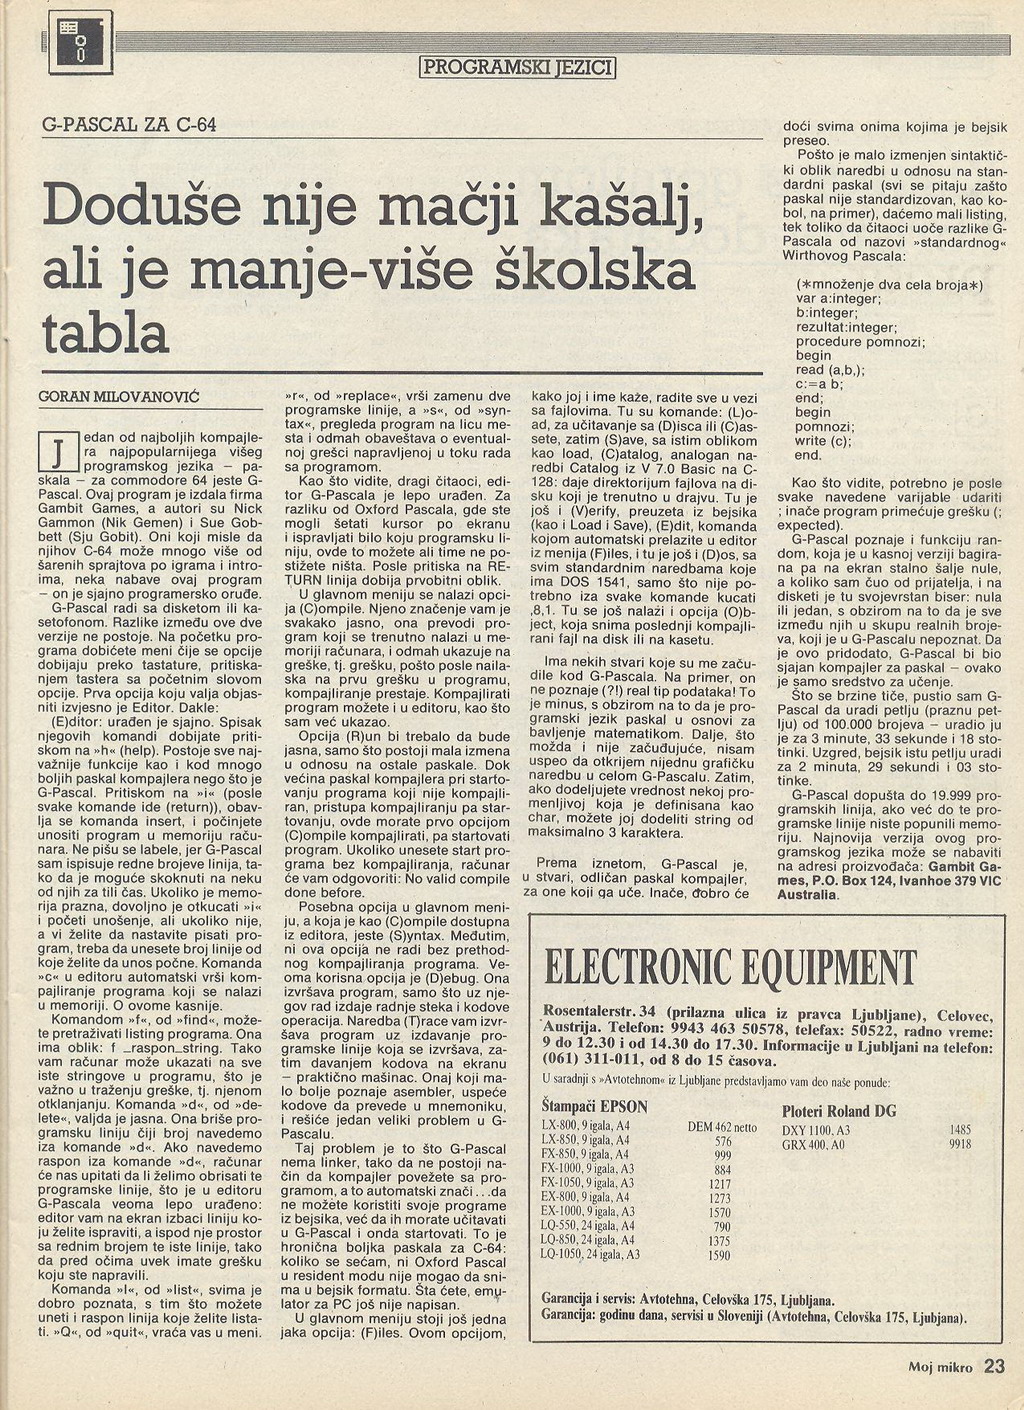 PROGRAMSKI JEZICI
G-PASCAL ZA C-64
Doduše nije mačji kašalj,
ali je manje-više školska
tabla
GORAN MILOVANOVIĆ
Jedan od najboljih kompajle-
ra najpopularnijega višeg
programskog jezika – pa-
skala – za commodore 64 jeste G-
Pascal. Ovaj program je izdala firma
Gambit Games, a autori su Nick
Gammon (Nik Gemen) i Sue Gob-
bett (Sju Gobit). Oni koji misle da
njihov C-64 može mnogo više od
šarenih sprajtova po igrama i intro-
ima, neka nabave ovaj program
– on je sjajno programersko oruđe.
G-Pascal radi sa disketom ili ka-
setofonom. Razlike između ove dve
verzije ne postoje. Na početku pro-
grama dobićete meni čije se opcije
dobijaju preko tastature, pritiska-
njem tastera sa početnim slovom
opcije. Prva opcija koju valja objas-
niti izvjesno je Editor. Dakle:
(E)ditor: urađen je sjajno. Spisak
njegovih komandi dobijate priti-
skom na »h« (help). Postoje sve naj-
važnije funkcije kao i kod mnogo
boljih paskal kompajlera nego što je
G-Pascal. Pritiskom na »i« (posle
svake komande ide (return)), obav-
lja se komanda insert, i počinjete
unositi program u memoriju raču-
nara. Ne pišu se labele, jer G-Pascal
sam ispisuje redne brojeve linija, ta-
ko da je moguće skoknuti na neku
od njih za tili čas. Ukoliko je memo-
rija prazna, dovoljno je otkucati »i«
i početi unošenje, ali ukoliko nije,
a vi želite da nastavite pisati pro-
gram, treba da unesete broj linije od
koje želite da unos počne. Komanda
»c« u editoru automatski vrši kom-
pajliranje programa koji se nalazi
u memoriji. O ovome kasnije.
Komandom »f«, od »find«, može-
te pretraživati listing programa. Ona
ima oblik: f _raspon_string. Tako
vam računar može ukazati na sve
iste stringove u programu, što je
važno u traženju greške, tj. njenom
otklanjanju. Komanda »d«, od »de-
lete«, valjda je jasna. Ona briše pro-
gramsku liniju čiji broj navedemo
iza komande »d«. Ako navedemo
raspon iza komande »d«, računar
će nas upitati da li želimo obrisati te
programske linije, što je u editoru
G-Pascala veoma lepo urađeno:
editor vam na ekran izbaci liniju ko-
ju želite ispraviti, a ispod nje prostor
sa rednim brojem te iste linije, tako
da pred očima uvek imate grešku
koju ste napravili.
Komanda »l«, od »list«, svima je
dobro poznata, s tim što možete
uneti i raspon linija koje želite lista-
ti. »Q«, od »quit«, vraća vas u meni.
»r«, od »replace«, vrši zamenu dve
programske linije, a »s«, od »syn-
tax«, pregleda program na licu me-
sta i odmah obaveštava o eventual-
noj grešci napravljenoj u toku rada
sa programom.
Kao što vidite, dragi čitaoci, edi-
tor G-Pascala je lepo urađen. Za
razliku od Oxford Pascala, gde ste
mogli šetati kursor po ekranu
i ispravljati bilo koju programsku li-
niju, ovde to možete ali time ne po-
stižete ništa. Posle pritiska na RE-
TURN linija dobija prvobitni oblik.
U glavnom meniju se nalazi opci-
ja (C)ompile. Njeno značenje vam je
svakako jasno, ona prevodi pro-
gram koji se trenutno nalazi u me-
moriji računara, i odmah ukazuje na
greške, tj. grešku, pošto posle naila-
ska na prvu grešku u programu,
kompajliranje prestaje. Kompajlirati
program možete i u editoru, kao što
sam već ukazao.
Opcija (R)un bi trebalo da bude
jasna, samo što postoji mala izmena
u odnosu na ostale paskale. Dok
većina paskal kompajlera pri starto-
vanju programa koji nije kompajli-
ran, pristupa kompajliranju pa star-
tovanju, ovde morate prvo opcijom
(C)ompile kompajlirati, pa startovati
program. Ukoliko unesete start pro-
grama bez kompajliranja, računar
će vam odgovoriti: No valid compile
done before.
Posebna opcija u glavnom meni-
ju, a koja je kao (C)ompile dostupna
iz editora, jeste (S)yntax. Međutim,
ni ova opcija ne radi bez prethod-
nog kompajliranja programa. Ve-
oma korisna opcija je (D)ebug. Ona
izvršava program, samo što uz nje-
gov rad izdaje radnje steka i kodove
operacija. Naredba (T)race vam izvr-
šava program uz izdavanje pro-
gramske linije koja se izvršava, za-
tim davanjem kodova na ekranu
– praktično mašinac. Onaj koji ma-
lo bolje poznaje asembler, uspeće
kodove da prevede u mnemoniku,
i rešiće jedan veliki problem u G-
Pascalu.
Taj problem je to što G-Pascal
nema linker, tako da ne postoji na-
čin da kompajler povežete sa pro-
gramom, a to automatski znači...da
ne možete koristiti svoje programe
iz bejsika, već da ih morate učitavati
u G-Pascal i onda startovati. To je
hronična boljka paskala za C-64:
koliko se sećam, ni Oxford Pascal
u resident modu nije mogao da sni-
ma u bejsik formatu. Šta ćete, emu-
lator za PC još nije napisan.
U glavnom meniju stoji još jedna
jaka opcija: (F)iles. Ovom opcijom,
kako joj i ime kaže, radite sve u vezi
sa fajlovima. Tu su komande: (L)o-
ad, za učitavanje sa (D)isca ili (C)as-
sete, zatim (S)ave, sa istim oblikom
kao load, (C)atalog, analogan na-
redbi Catalog iz V 7.0 Basic na C-
128: daje direktorijum fajlova na di-
sku koji je trenutno u drajvu. Tu je
još i (V)erify, preuzeta iz bejsika
(kao i Load i Save), (E)dit, komanda
kojom automatski prelazite u editor
iz menija (F)iles, i tu je još i (D)os, sa
svim standardnim naredbama koje
ima DOS 1541, samo što nije po-
trebno iza svake komande kucati
,8,1. Tu se još nalazi i opcija (O)b-
ject, koja snima poslednji kompajli-
rani fajl na disk ili na kasetu.
Ima nekih stvari koje su me začu-
dile kod G-Pascala. Na primer, on
ne poznaje (?!) real tip podataka! To
je minus, s obzirom na to da je pro-
gramski jezik paskal u osnovi za
bavljenje matematikom. Dalje, što
možda i nije začuđujuće, nisam
uspeo da otkrijem nijednu grafičku
naredbu u celom G-Pascalu. Zatim,
ako dodeljujete vrednost nekoj pro-
menljivoj koja je definisana kao
char, možete joj dodeliti string od
maksimalno 3 karaktera.
Prema iznetom, G-Pascal je,
u stvari, odličan paskal kompajler,
za one koji ga uče. Inače, dobro će
doći svima onima kojima je bejsik
preseo.
Pošto je malo izmenjen sintaktič-
ki oblik naredbi u odnosu na stan-
dardni paskal (svi se pitaju zašto
paskal nije standardizovan, kao ko-
bol, na primer), daćemo mali listing,
tek toliko da čitaoci uoče razlike G-
Pascala od nazovi »standardnog«
Wirthovog Pascala:
(*množenje dva cela broja*)
var a:integer;
b:integer;
rezultat:integer;
procedure pomnozi;
begin
read (a,b,);
c:=a b;
end;
begin
pomnozi;
write (c);
end.
Kao što vidite, potrebno je posle
svake navedene varijable udariti
; inače program primećuje grešku (;
expected).
G-Pascal poznaje i funkciju ran-
dom, koja je u kasnoj verziji bagira-
na pa na ekran stalno šalje nule,
a koliko sam čuo od prijatelja, i na
disketi je tu svojevrstan biser: nula
ili jedan, s obzirom na to da je sve
između njih u skupu realnih broje-
va, koji je u G-Pascalu nepoznat. Da
je ovo pridodato, G-Pascal bi bio
sjajan kompajler za paskal – ovako
je samo sredstvo za učenje.
Što se brzine tiče, pustio sam G-
Pascal da uradi petlju (praznu pet-
lju) od 100.000 brojeva – uradio ju
je za 3 minute, 33 sekunde i 18 sto-
tinki. Uzgred, bejsik istu petlju uradi
za 2 minuta, 29 sekundi i 03 sto-
tinke.
G-Pascal dopušta do 19.999 pro-
gramskih linija, ako već do te pro-
gramske linije niste popunili memo-
riju. Najnovija verzija ovog pro-
gramskog jezika može se nabaviti
na adresi proizvođača: Gambit Ga-
mes, P.O. Box 124, Ivanhoe 379 VIC
Australia.
ELECTRONIC EQUIPMENT
Rosentalerstr. 34 (prilazna ulica iz pravca Ljubljane), Celovec,
Austrija. Telefon: 9943 463 50578, telefax: 50522, radno vreme:
9 do 12.30 i od 14.30 do 17.30. Informacije u Ljubljani na telefon:
(061) 311-011, od 8 do 15 časova.
U saradnji s »Avtotehnom« iz Ljubljane predstavljamo vam deo naše ponude:
Štampači EPSON
LX-800, 9 igala, A4 DEM 462 netto
LX-850, 9 igala, A4 576
FX-850, 9 igala, A4 999
FX-1000, 9 igala, A3 884
FX-1050, 9 igala, A3 1217
EX-800, 9 igala, A4 1273
EX-1000, 9 igala, A3 1570
LQ-550, 24 igala, A4 790
LQ-850, 24 igala, A4 1375
LQ-1050, 24 igala, A3 1590
Ploteri Roland DG
DXY 1100, A3 1485
GRX 400, A0 9918
Garancija i servis: Avtotehna, Celovška 175, Ljubljana.
Garancija: godinu dana, servisi u Sloveniji (Avtotehna, Celovška 175, Ljubjana).
Moj mikro 23